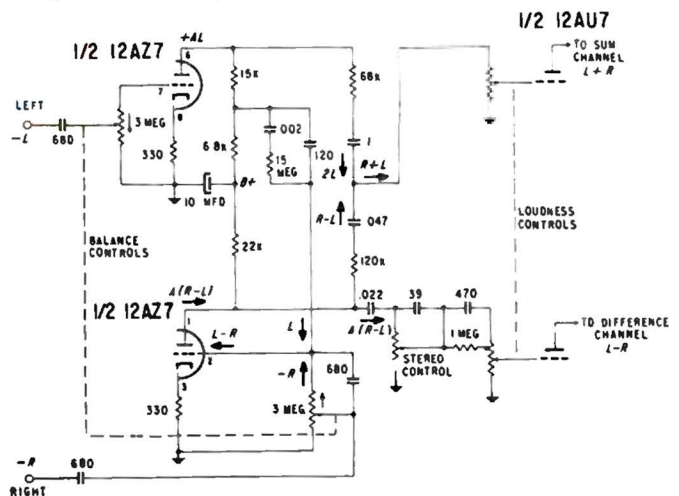 1/2 12AU7
+AL
1/2 12AZ7
6
7
8
15K
68K
TO SUM
CHANNEL
L+R
LEFT
-L
680
3 MEG
330
6.8K
.002
15
MEG
120
.1
2L
R+L
B+
10 MFD
R-L
.047
LOUDNESS
CONTROLS
BALANCE
CONTROLS
22K
120K
1/2 12AZ7
A(R-L)
1
.022
39
470
A(R-L)
TO DIFFERENCE
CHANNEL
L-R
L-R
2
L
1 MEG
STEREO
CONTROL
3
-R
680
330
3 MEG
-R
680
RIGHT